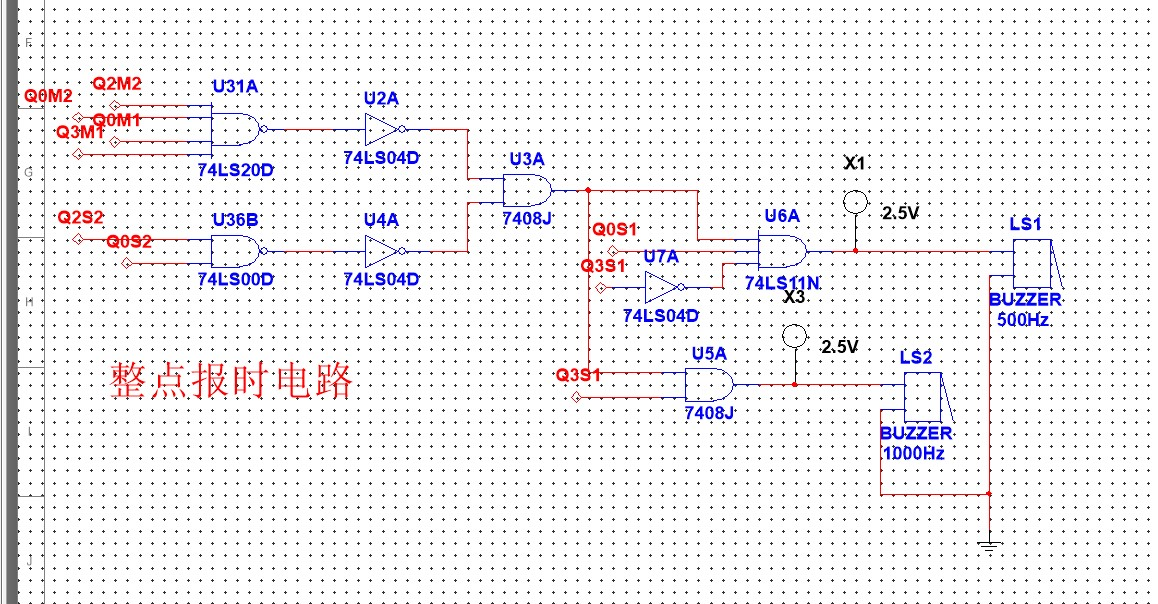 F
Q2M2
U31A
Q0M2
U2A
Q0M1
Q3M1
74LS20D
74LS04D
U3A
X1
G
Q2S2
U36B
U4A
7408J
2.5V
U6A
LS1
Q0S2
Q0S1
U7A
Q3S1
74LS00D
74LS04D
74LS11N
X3
BUZZER
H
74LS04D
500Hz
2.5V
U5A
LS2
整点报时电路
Q3S1
7408J
BUZZER
I
1000Hz
J